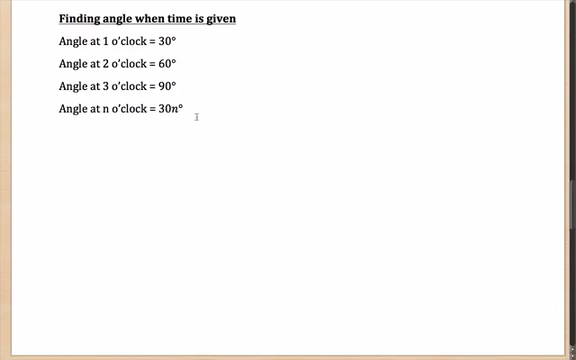 Finding angle when time is given
Angle at 1 o’clock = 30°
Angle at 2 o’clock = 60°
Angle at 3 o’clock = 90°
Angle at n o’clock = 30n°